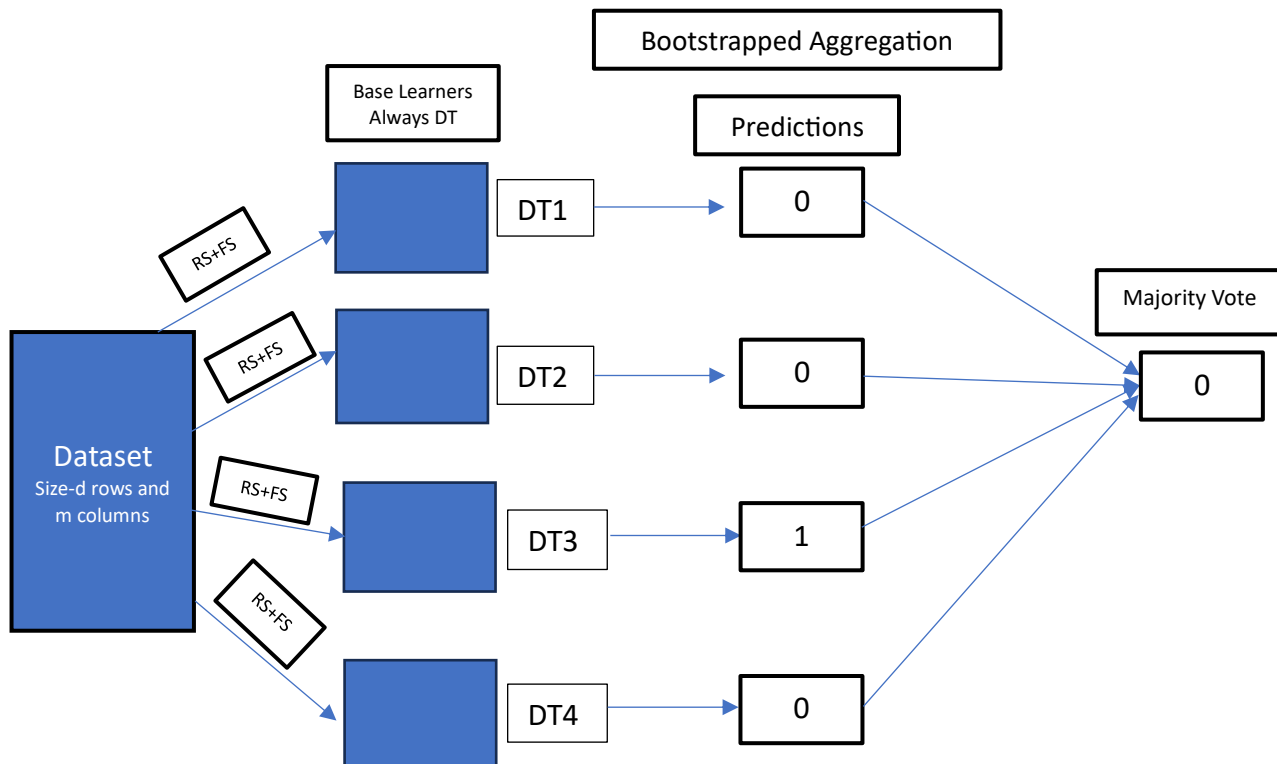 Bootstrapped Aggregation
Base Learners
Always DT
Predictions
RS+FS
DT1
0
Majority Vote
RS+FS
DT2
0
0
Dataset
Size-d rows and
m columns
RS+FS
DT3
1
RS+FS
DT4
0